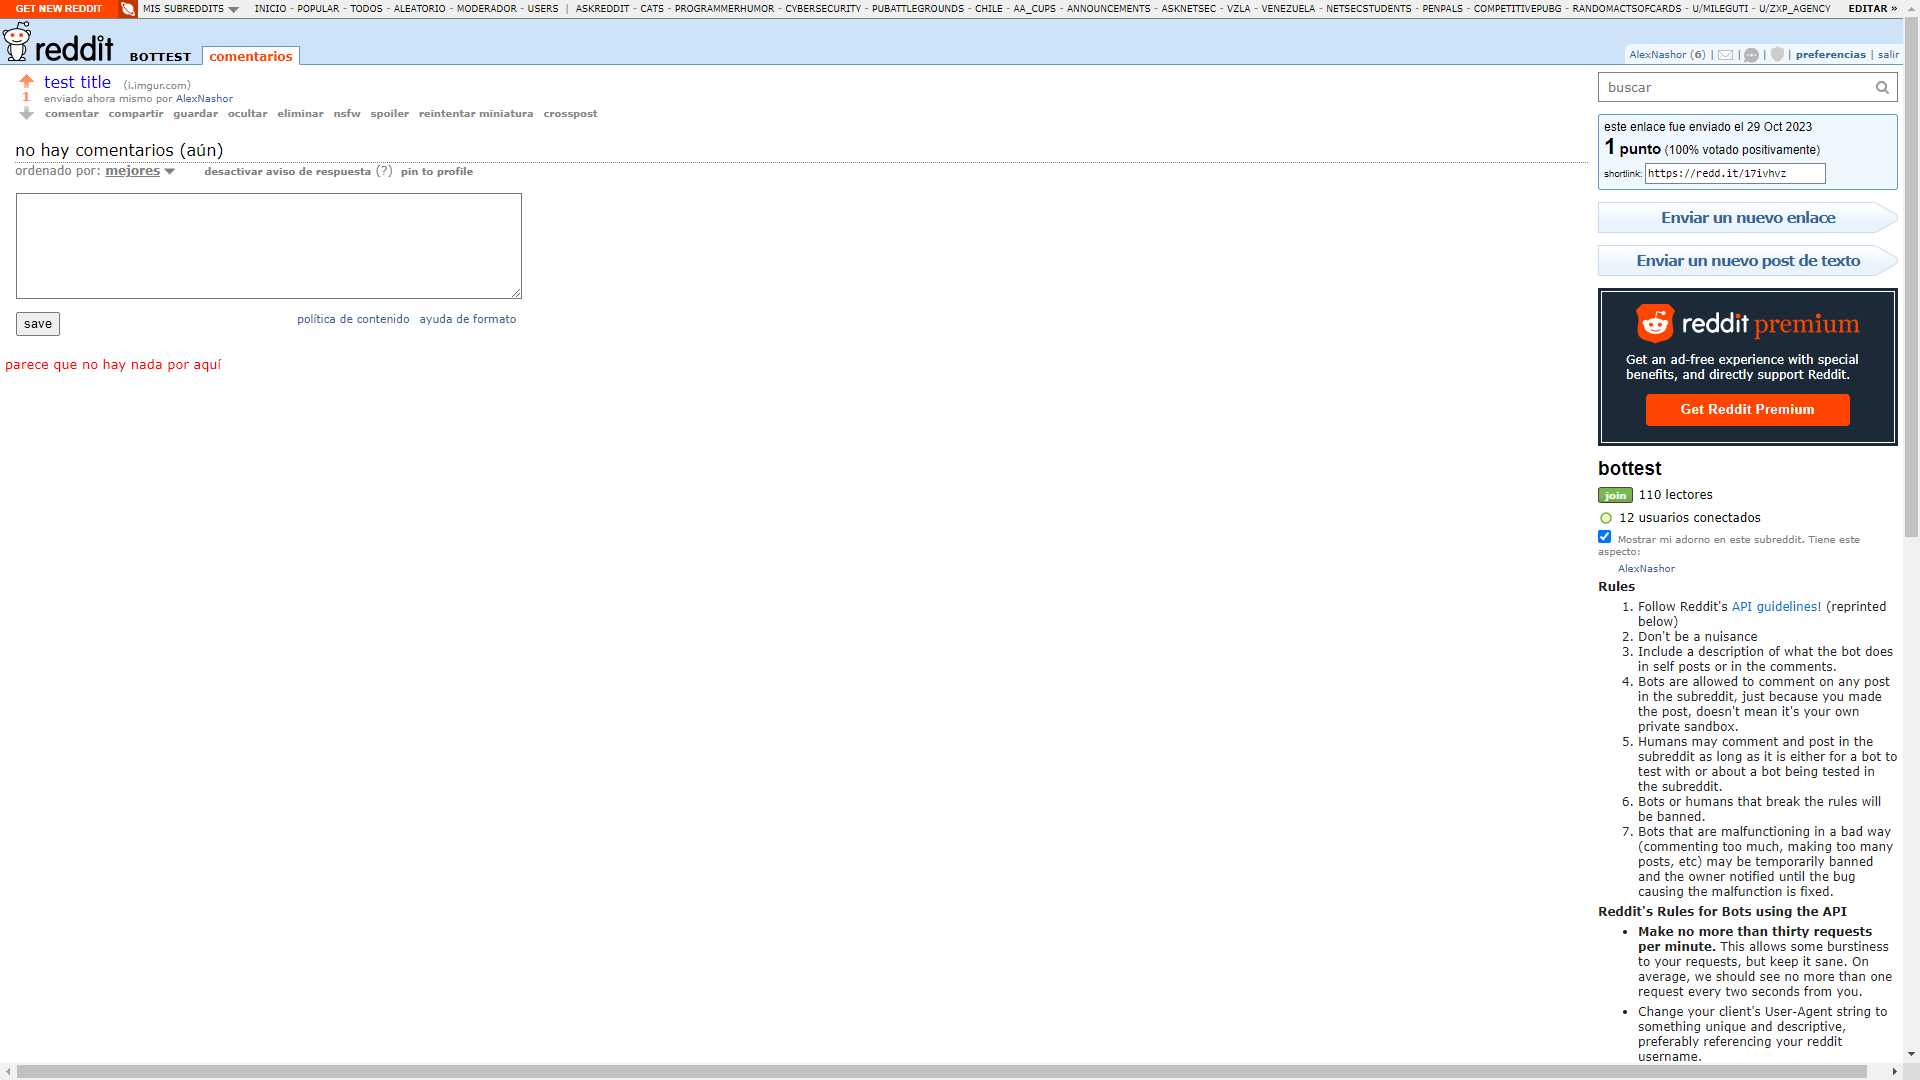 GET NEW REDDIT MIS SUBREDDITS INICIO - POPULAR - TODOS - ALEATORIO - MODERADOR - USERS | ASKREDDIT - CATS - PROGRAMMERHUMOR - CYBERSECURITY - PUBATTLEGROUNDS - CHILE - AA_CUPS - ANNOUNCEMENTS - ASKNETSEC - VZLA - VENEZUELA - NETSECSTUDENTS - PENPALS - COMPETITIVEPUBG - RANDOMACTSOFCARDS - U/MILEGUTI - U/ZXP_AGENCY EDITAR »
reddit BOTTEST comentarios
AlexNashor (6) | | | | preferencias | salir
test title (i.imgur.com)
1
enviado ahora mismo por AlexNashor
comentar compartir guardar ocultar eliminar nsfw spoiler reintentar miniatura crosspost
no hay comentarios (aún)
ordenado por: mejores desactivar aviso de respuesta (?) pin to profile
save
política de contenido ayuda de formato
parece que no hay nada por aquí
buscar
este enlace fue enviado el 29 Oct 2023
1 punto (100% votado positivamente)
shortlink: https://redd.it/17ivhvz
Enviar un nuevo enlace
Enviar un nuevo post de texto
reddit premium
Get an ad-free experience with special
benefits, and directly support Reddit.
Get Reddit Premium
bottest
join 110 lectores
12 usuarios conectados
Mostrar mi adorno en este subreddit. Tiene este
aspecto:
AlexNashor
Rules
1. Follow Reddit's API guidelines! (reprinted
below)
2. Don't be a nuisance
3. Include a description of what the bot does
in self posts or in the comments.
4. Bots are allowed to comment on any post
in the subreddit, just because you made
the post, doesn't mean it's your own
private sandbox.
5. Humans may comment and post in the
subreddit as long as it is either for a bot to
test with or about a bot being tested in
the subreddit.
6. Bots or humans that break the rules will
be banned.
7. Bots that are malfunctioning in a bad way
(commenting too much, making too many
posts, etc) may be temporarily banned
and the owner notified until the bug
causing the malfunction is fixed.
Reddit's Rules for Bots using the API
• Make no more than thirty requests
per minute. This allows some burstiness
to your requests, but keep it sane. On
average, we should see no more than one
request every two seconds from you.
• Change your client's User-Agent string to
something unique and descriptive,
preferably referencing your reddit
username.